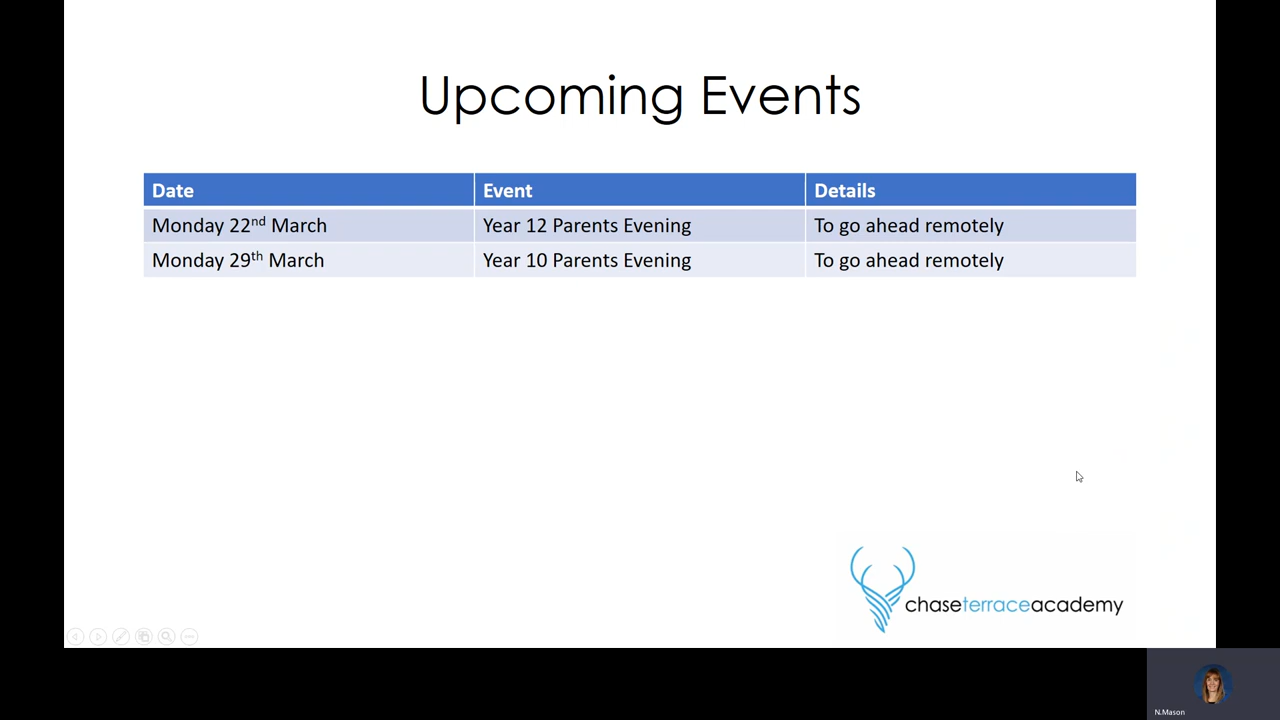 Upcoming Events
Date Event Details
Monday 22nd March Year 12 Parents Evening To go ahead remotely
Monday 29th March Year 10 Parents Evening To go ahead remotely
chaseterraceacademy
N.Mason